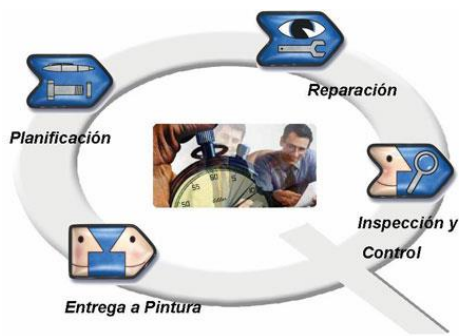 Reparación
Planificación
Inspección y
Control
Entrega a Pintura